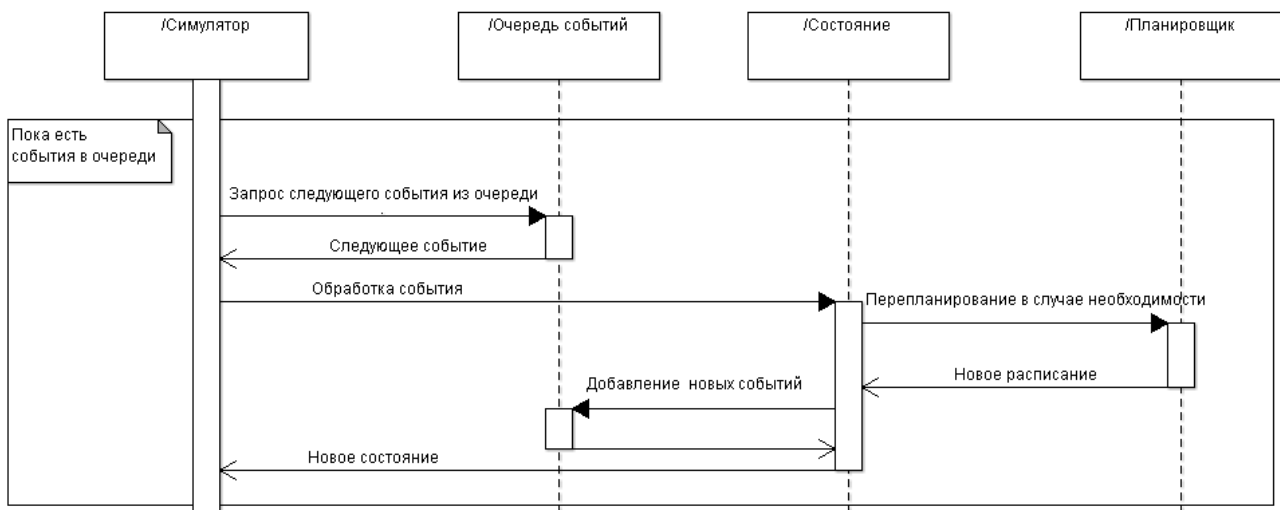 /Симулятор
/Очередь событий
/Состояние
/Планировщик
Пока есть
события в очереди
Запрос следующего события из очереди
Следующее событие
Обработка события
Перепланирование в случае необходимости
Новое расписание
Добавление новых событий
Новое состояние